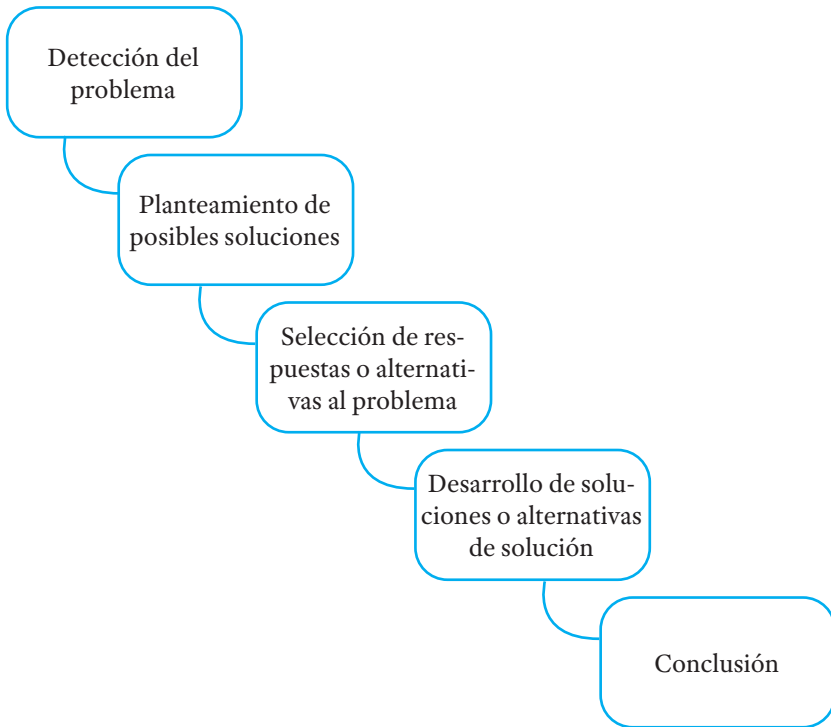 Detección del
problema
Planteamiento de
posibles soluciones
Selección de res-
puestas o alternati-
vas al problema
Desarrollo de solu-
ciones o alternativas
de solución
Conclusión